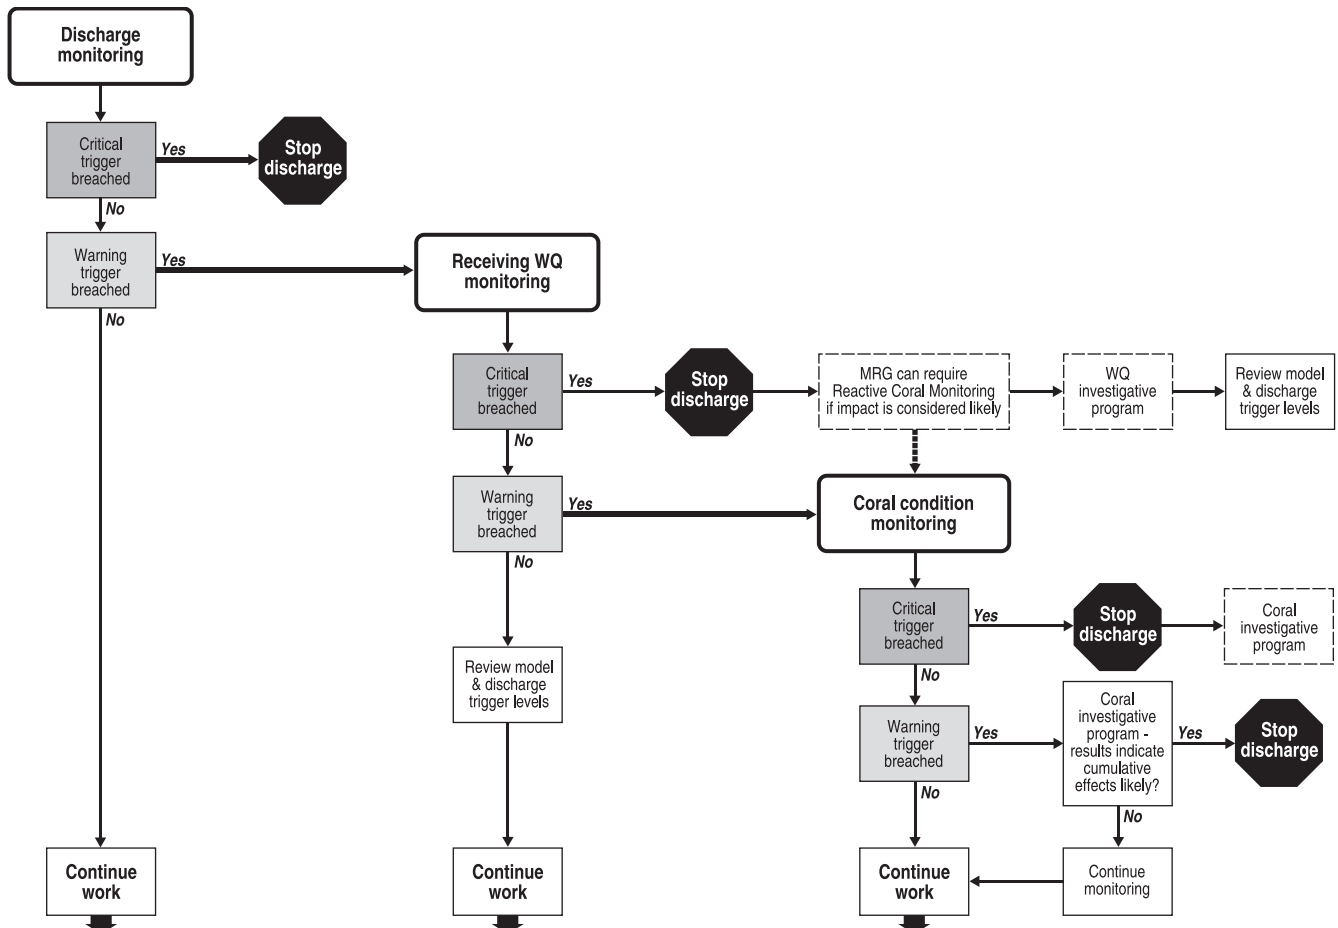 Discharge
monitoring
Critical
trigger
breached
Yes
Stop
discharge
No
Warning
trigger
breached
Yes
No
Receiving WQ
monitoring
Critical
trigger
breached
Yes
Stop
discharge
MRG can require
Reactive Coral Monitoring
if impact is considered likely
WQ
investigative
program
Review model
& discharge
trigger levels
No
Warning
trigger
breached
Yes
No
Coral condition
monitoring
Critical
trigger
breached
Yes
Stop
discharge
Coral
investigative
program
No
Review model
& discharge
trigger levels
Warning
trigger
breached
Yes
Coral
investigative
program -
results indicate
cumulative
effects likely?
Yes
Stop
discharge
No
No
Continue
work
Continue
work
Continue
work
Continue
monitoring